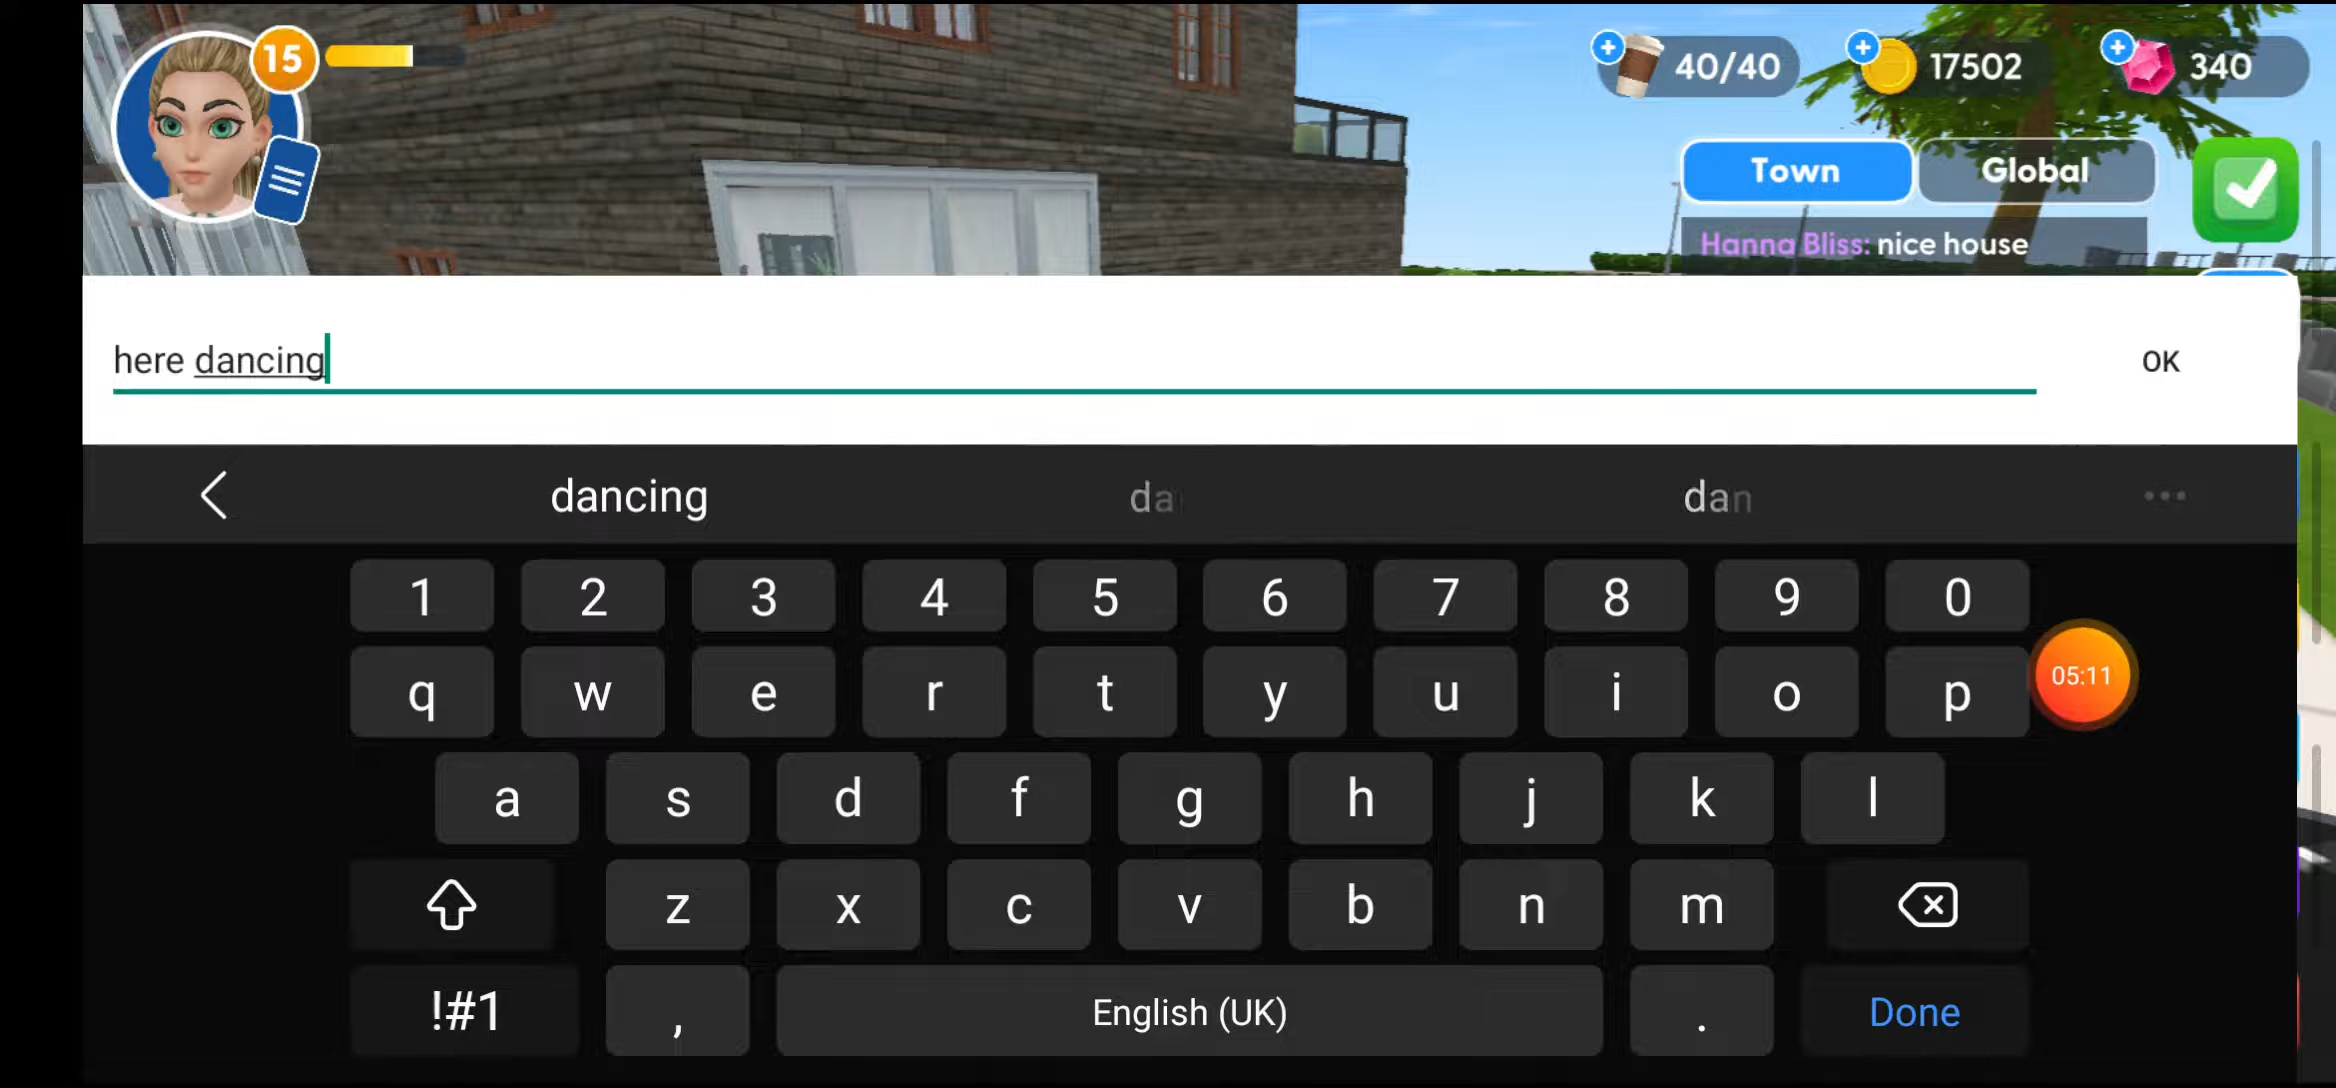 15
40/40
17502
340
Town
Global
Hanna Bliss: nice house
here dancing
OK
dancing
da
dan
1 2 3 4 5 6 7 8 9 0
q w e r t y u i o p
05:11
a s d f g h j k l
z x c v b n m
!#1 , English (UK) . Done